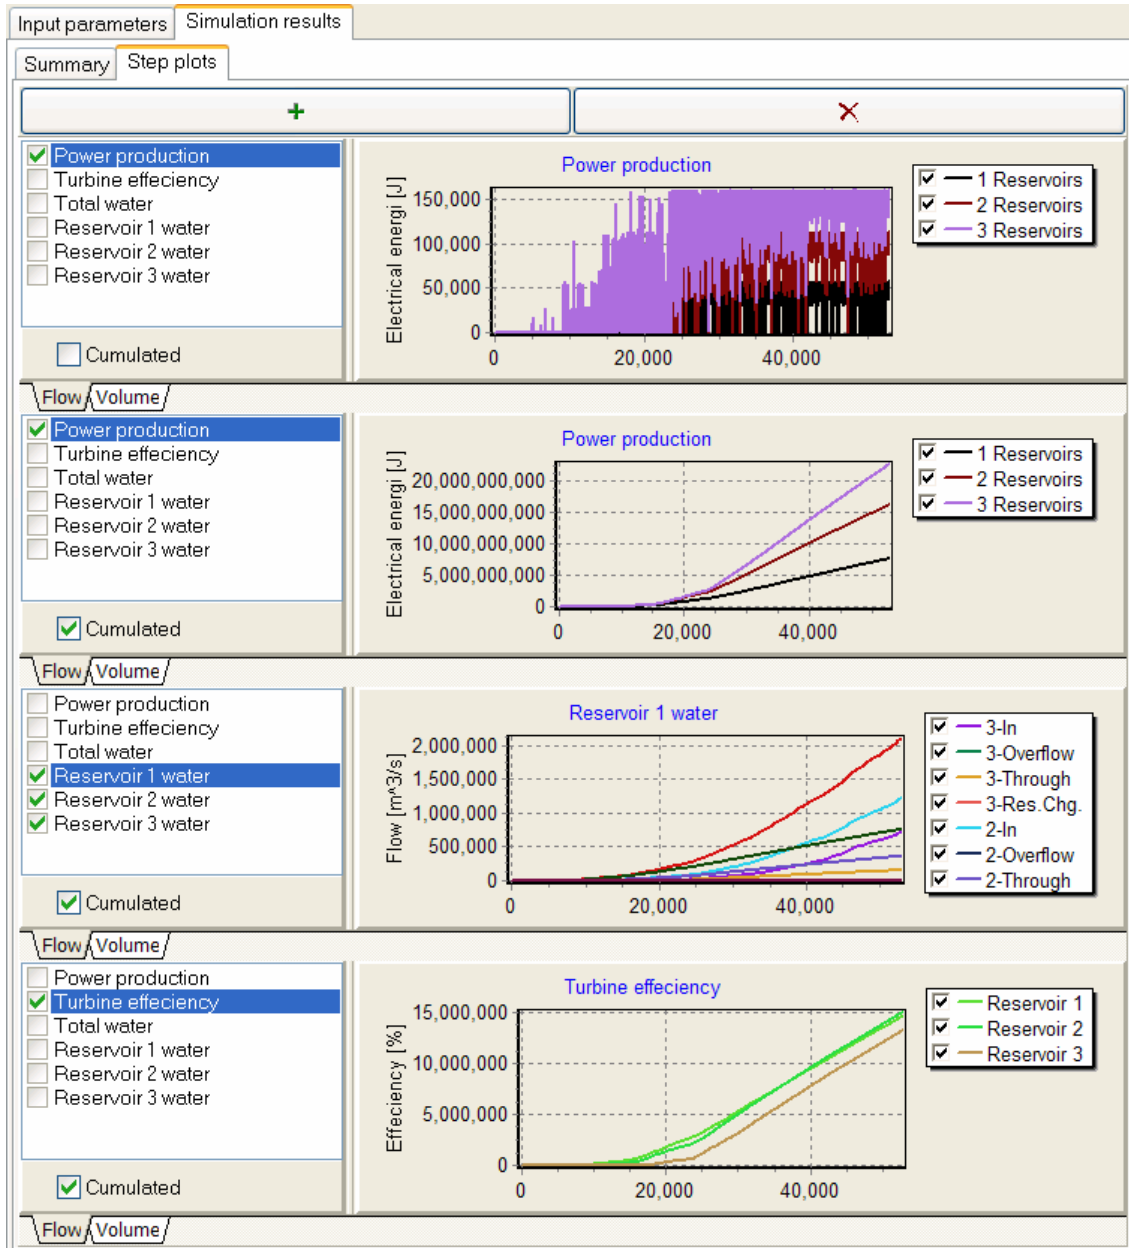 Input parameters Simulation results
Summary Step plots
Power production
Turbine effeciency
Total water
Reservoir 1 water
Reservoir 2 water
Reservoir 3 water
Cumulated
Power production
Electrical energi [J]
150,000
100,000
50,000
0
0 20,000 40,000
1 Reservoirs
2 Reservoirs
3 Reservoirs
Flow Volume
Power production
Turbine effeciency
Total water
Reservoir 1 water
Reservoir 2 water
Reservoir 3 water
Cumulated
Power production
Electrical energi [J]
20,000,000,000
15,000,000,000
10,000,000,000
5,000,000,000
0
0 20,000 40,000
1 Reservoirs
2 Reservoirs
3 Reservoirs
Flow Volume
Power production
Turbine effeciency
Total water
Reservoir 1 water
Reservoir 2 water
Reservoir 3 water
Cumulated
Reservoir 1 water
Flow [m^3/s]
2,000,000
1,500,000
1,000,000
500,000
0
0 20,000 40,000
3-In
3-Overflow
3-Through
3-Res.Chg.
2-In
2-Overflow
2-Through
Flow Volume
Power production
Turbine effeciency
Total water
Reservoir 1 water
Reservoir 2 water
Reservoir 3 water
Cumulated
Turbine effeciency
Effeciency [%]
15,000,000
10,000,000
5,000,000
0
0 20,000 40,000
Reservoir 1
Reservoir 2
Reservoir 3
Flow Volume